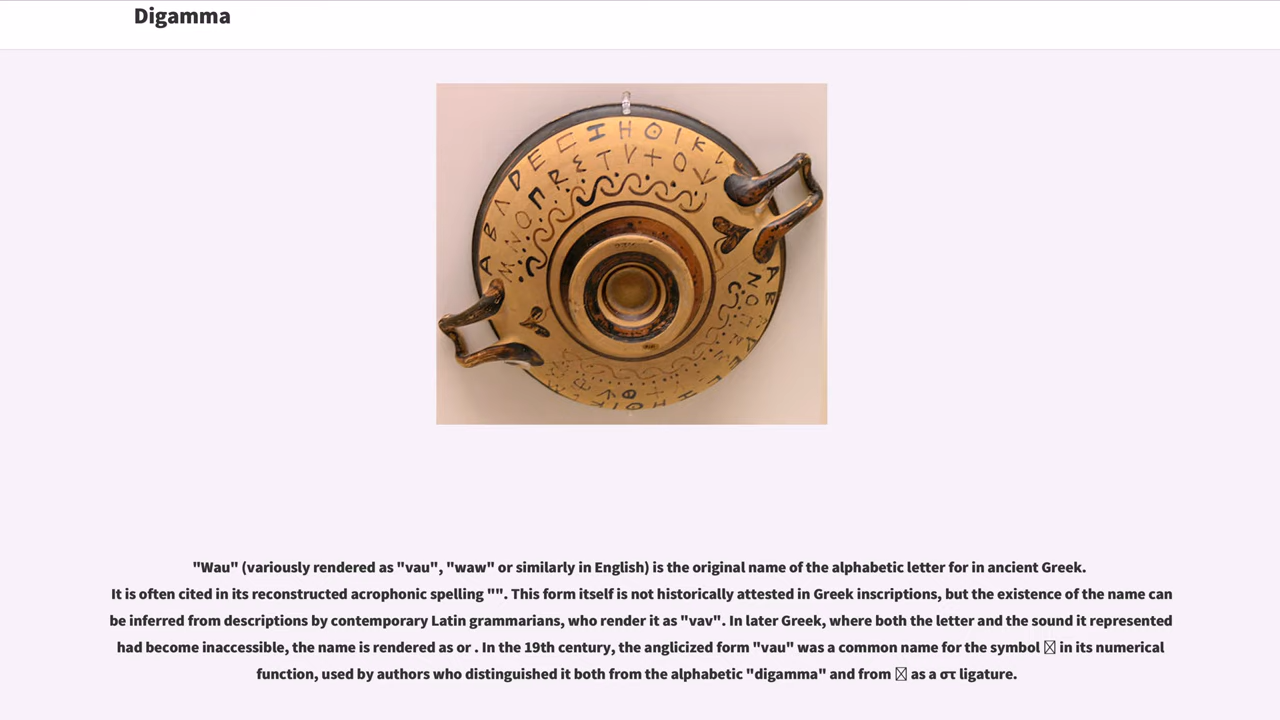 Digamma
"Wau" (variously rendered as "vau", "waw" or similarly in English) is the original name of the alphabetic letter for in ancient Greek.
It is often cited in its reconstructed acrophonic spelling "". This form itself is not historically attested in Greek inscriptions, but the existence of the name can
be inferred from descriptions by contemporary Latin grammarians, who render it as "vav". In later Greek, where both the letter and the sound it represented
had become inaccessible, the name is rendered as or . In the 19th century, the anglicized form "vau" was a common name for the symbol in its numerical
function, used by authors who distinguished it both from the alphabetic "digamma" and from as a στ ligature.